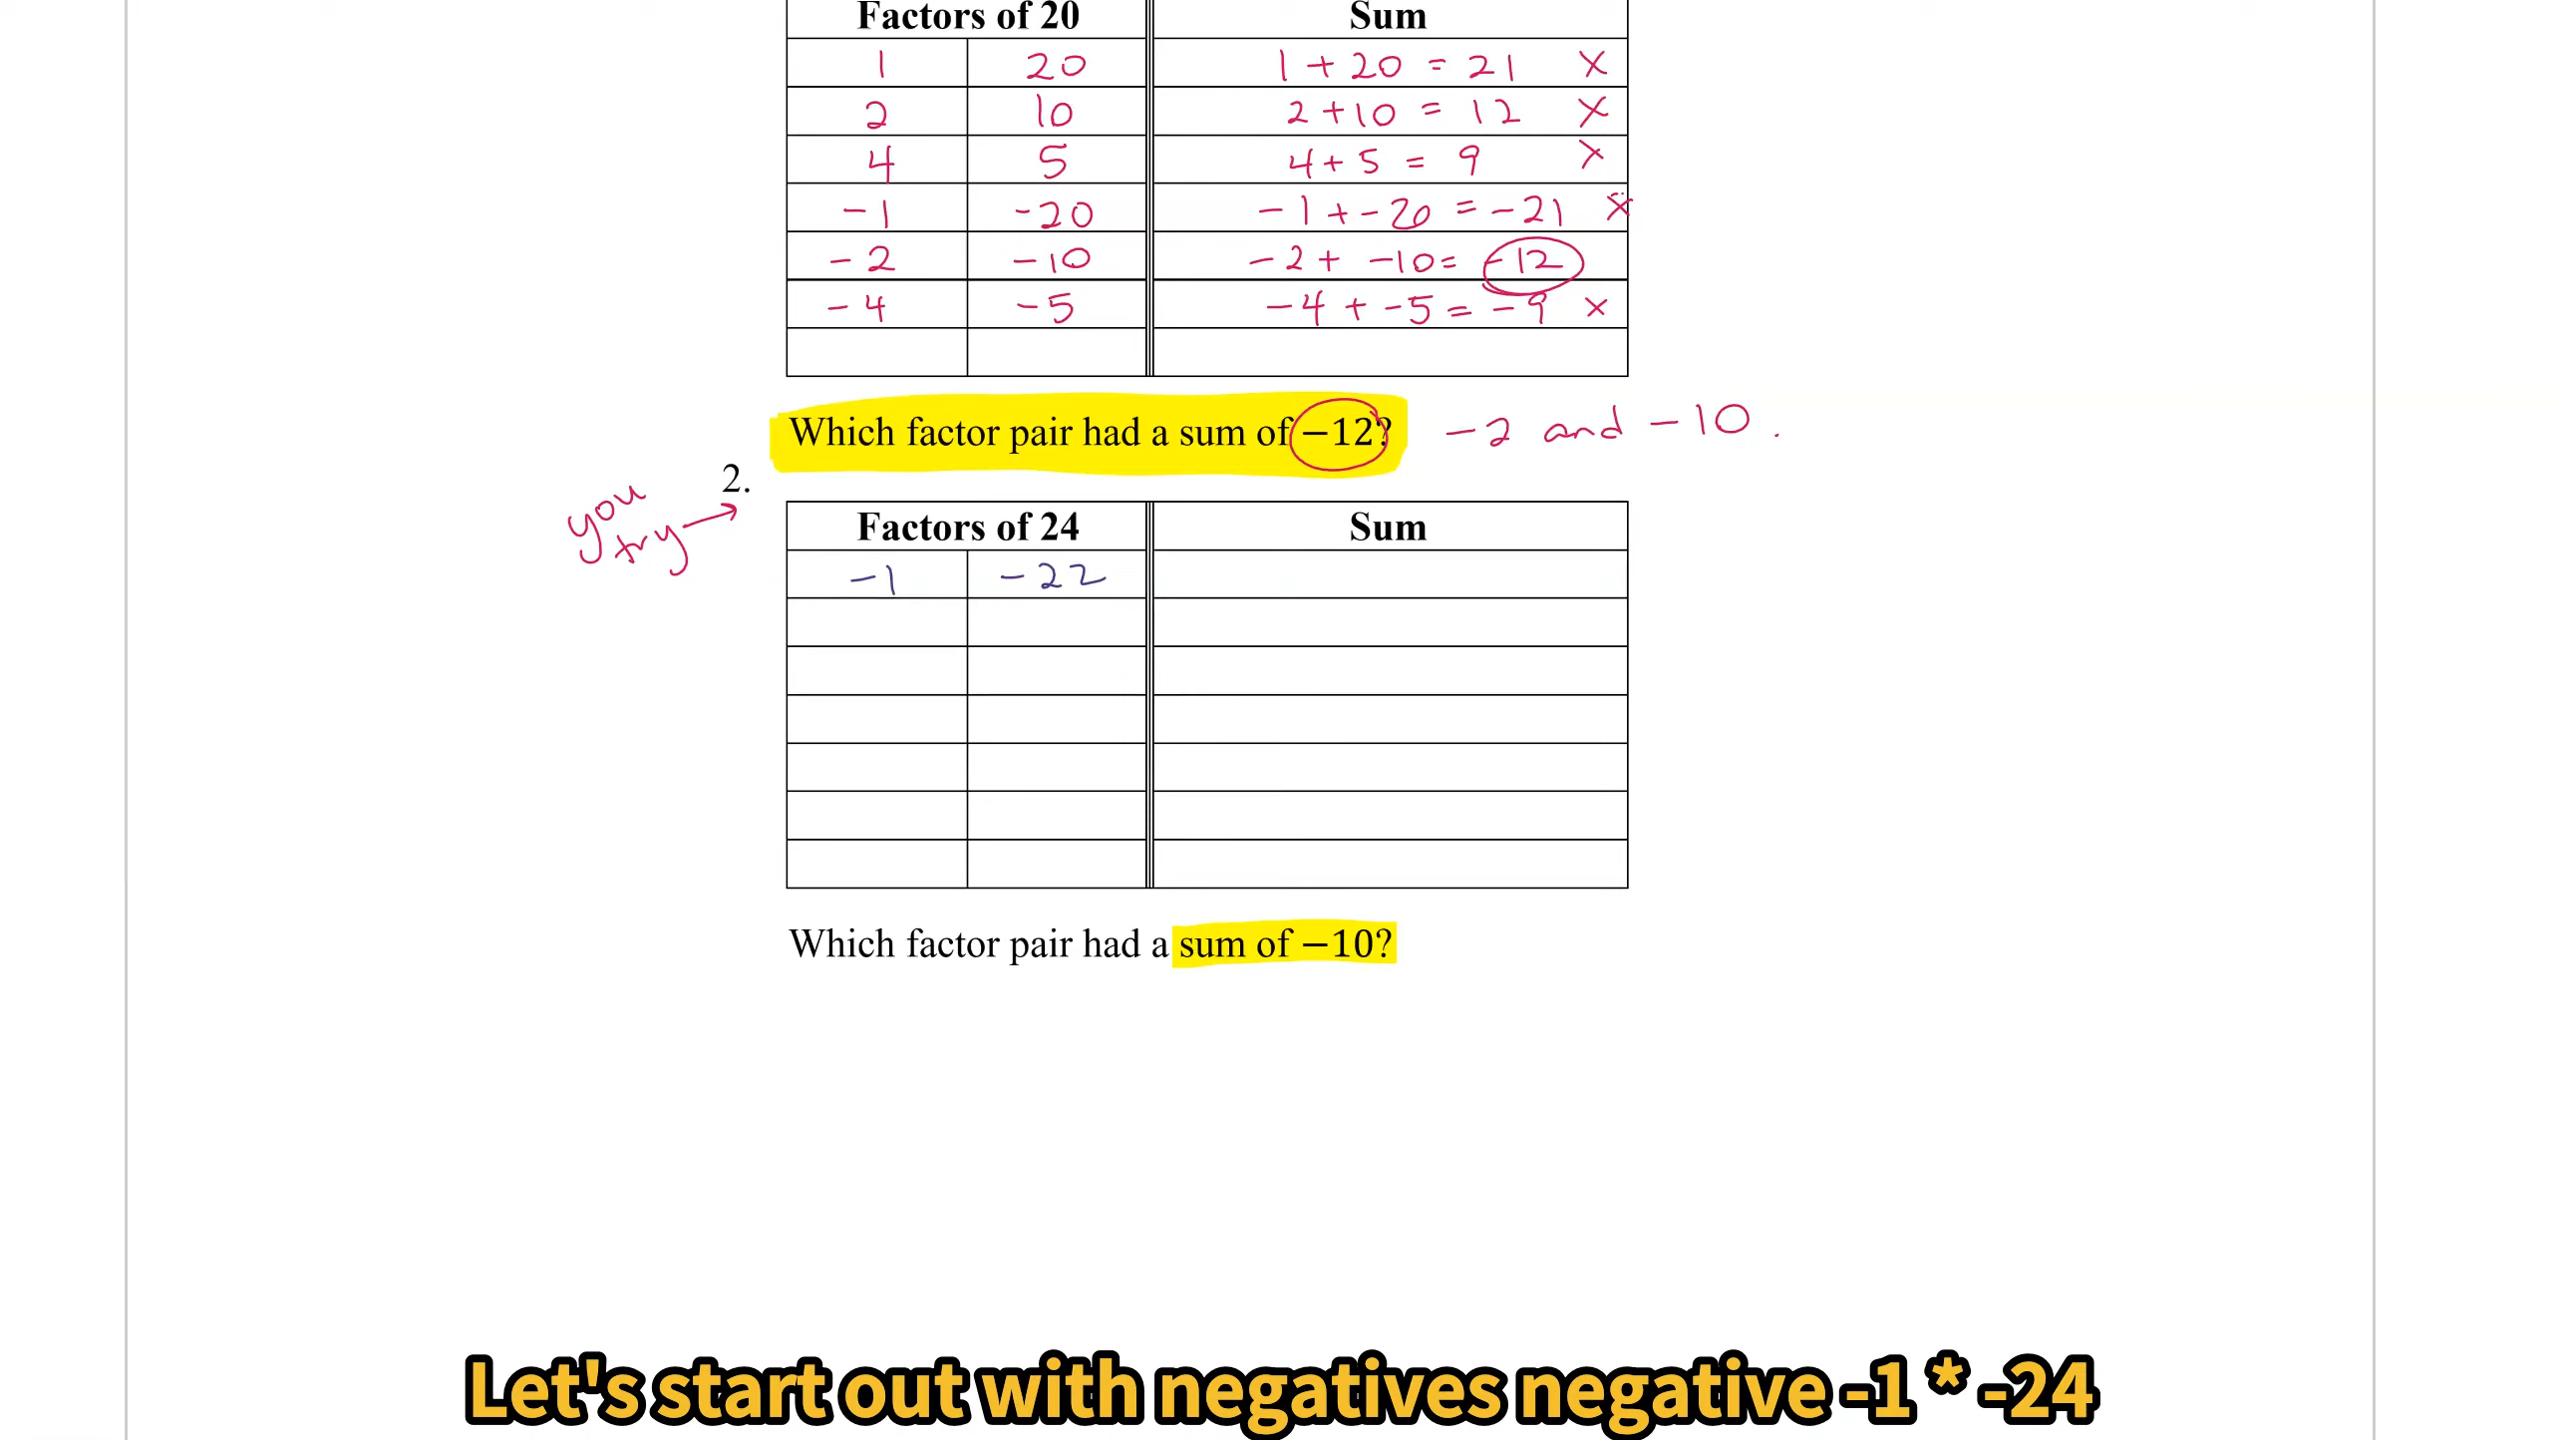 Factors of 20 Sum
1 20 1 + 20 = 21 X
2 10 2 + 10 = 12 X
4 5 4 + 5 = 9 X
-1 -20 -1 + -20 = -21 X
-2 -10 -2 + -10 = -12
-4 -5 -4 + -5 = -9 X
Which factor pair had a sum of −12? -2 and -10.
2.
you
try →
Factors of 24 Sum
-1 -22
Which factor pair had a sum of −10?
Let's start out with negatives negative -1 * -24